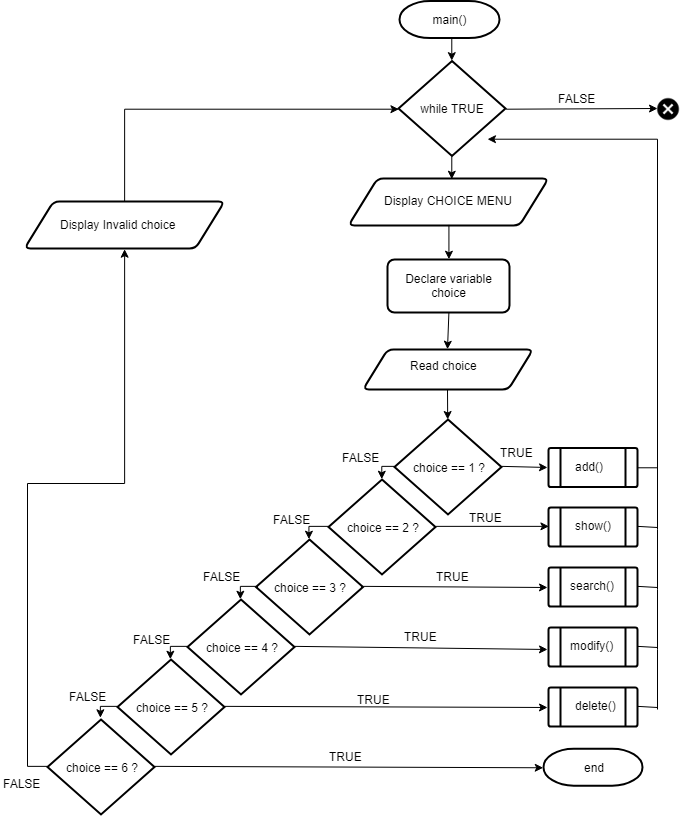 main()
while TRUE
FALSE
Display Invalid choice
Display CHOICE MENU
Declare variable
choice
Read choice
choice == 1 ?
TRUE
add()
FALSE
choice == 2 ?
TRUE
show()
FALSE
choice == 3 ?
TRUE
search()
FALSE
choice == 4 ?
TRUE
modify()
FALSE
choice == 5 ?
TRUE
delete()
FALSE
choice == 6 ?
TRUE
end
FALSE